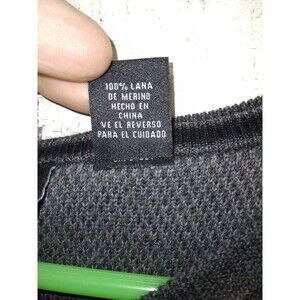 100% LANA
DE MERINO
HECHO EN
CHINA
VE EL REVERSO
PARA EL CUIDADO